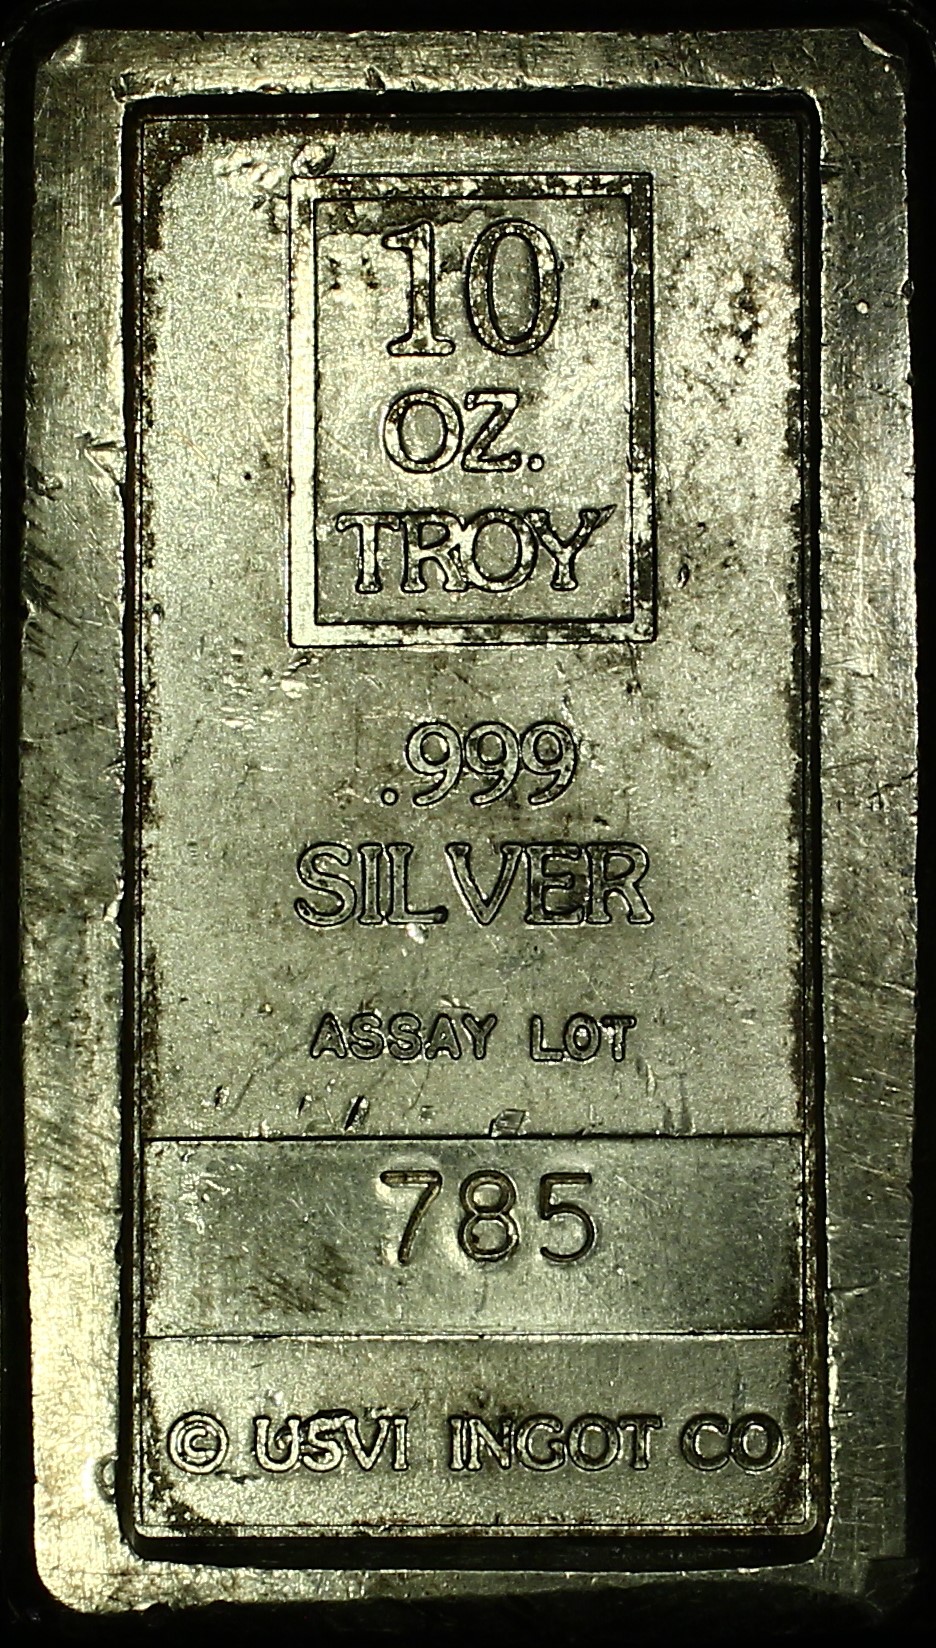 10
OZ.
TROY
.999
SILVER
ASSAY LOT
785
© USVI INGOT CO